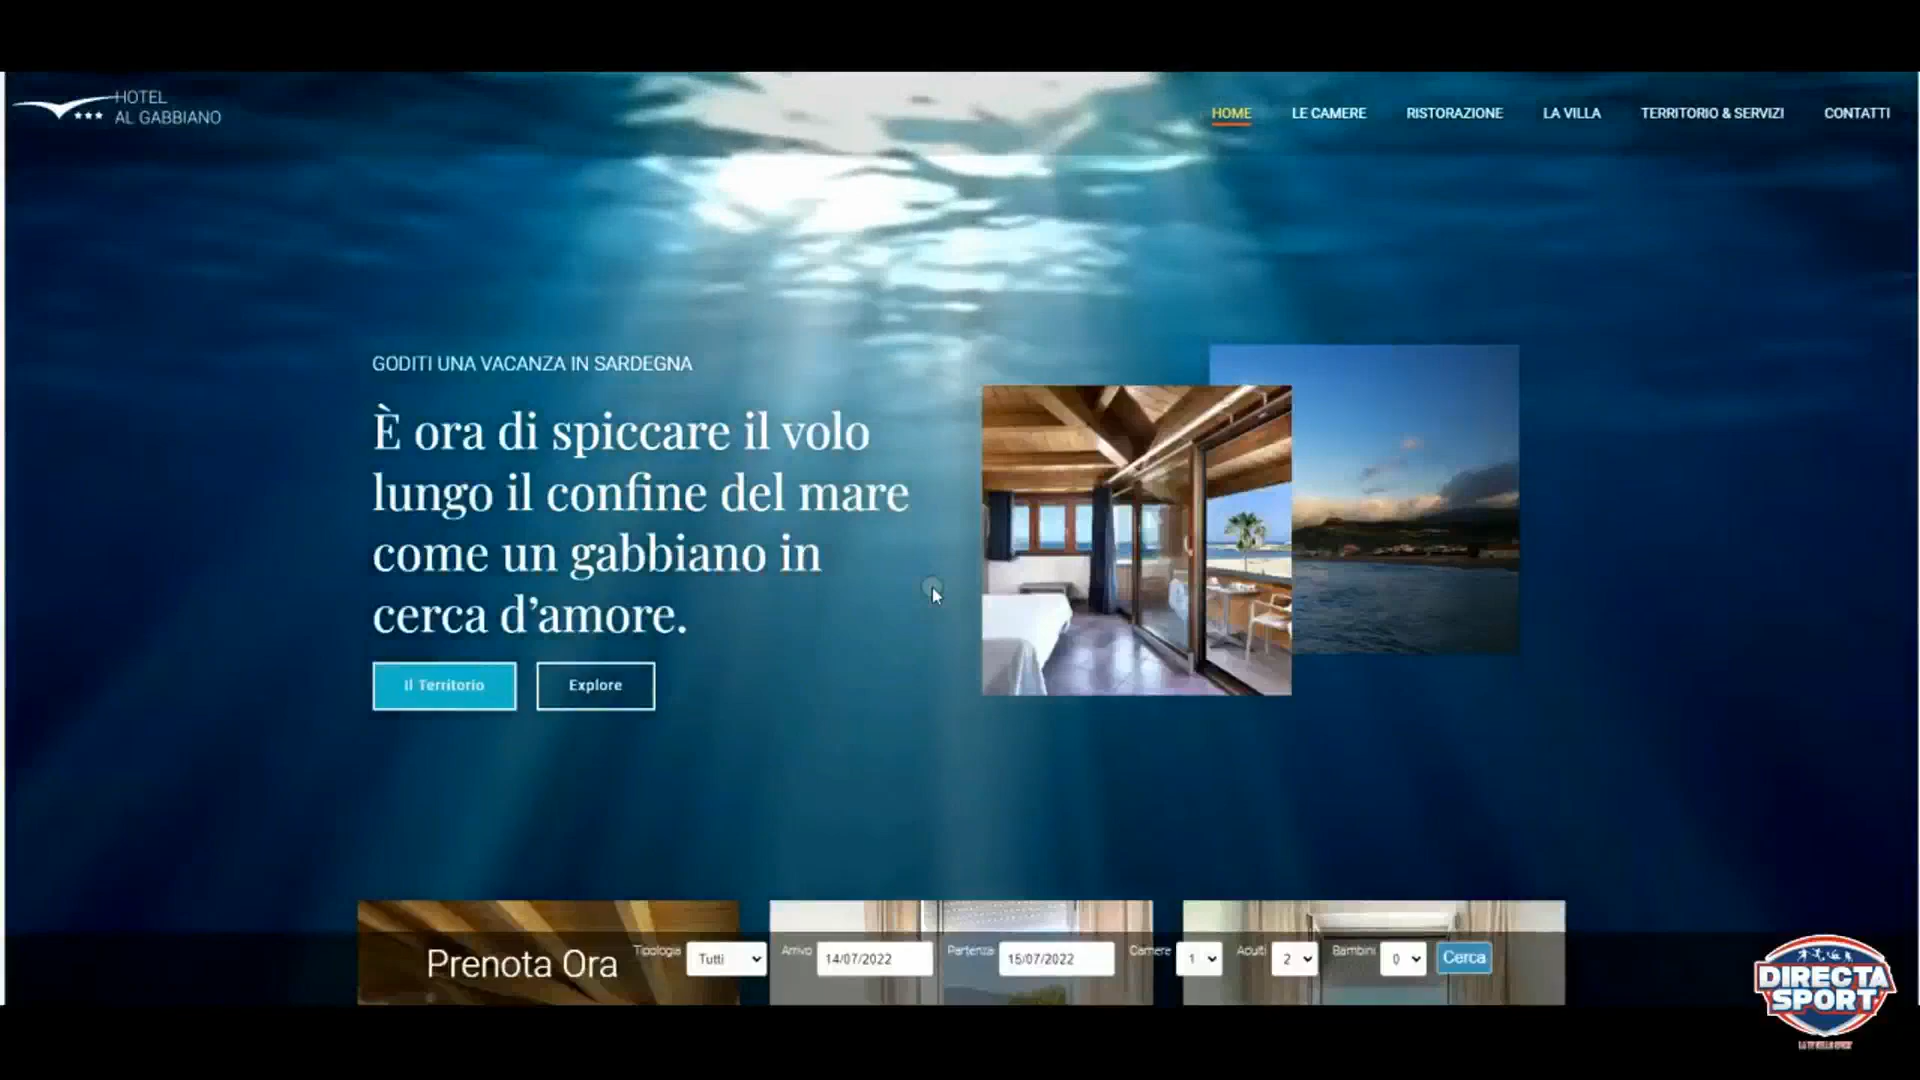 HOTEL
AL GABBIANO
HOME LE CAMERE RISTORAZIONE LA VILLA TERRITORIO & SERVIZI CONTATTI
GODITI UNA VACANZA IN SARDEGNA
È ora di spiccare il volo
lungo il confine del mare
come un gabbiano in
cerca d’amore.
Il Territorio Explore
Prenota Ora Tipologia Tutti Arrivo 14/07/2022 Partenza 15/07/2022 Camere 1 Adulti 2 Bambini 0 Cerca
DIRECTA
SPORT